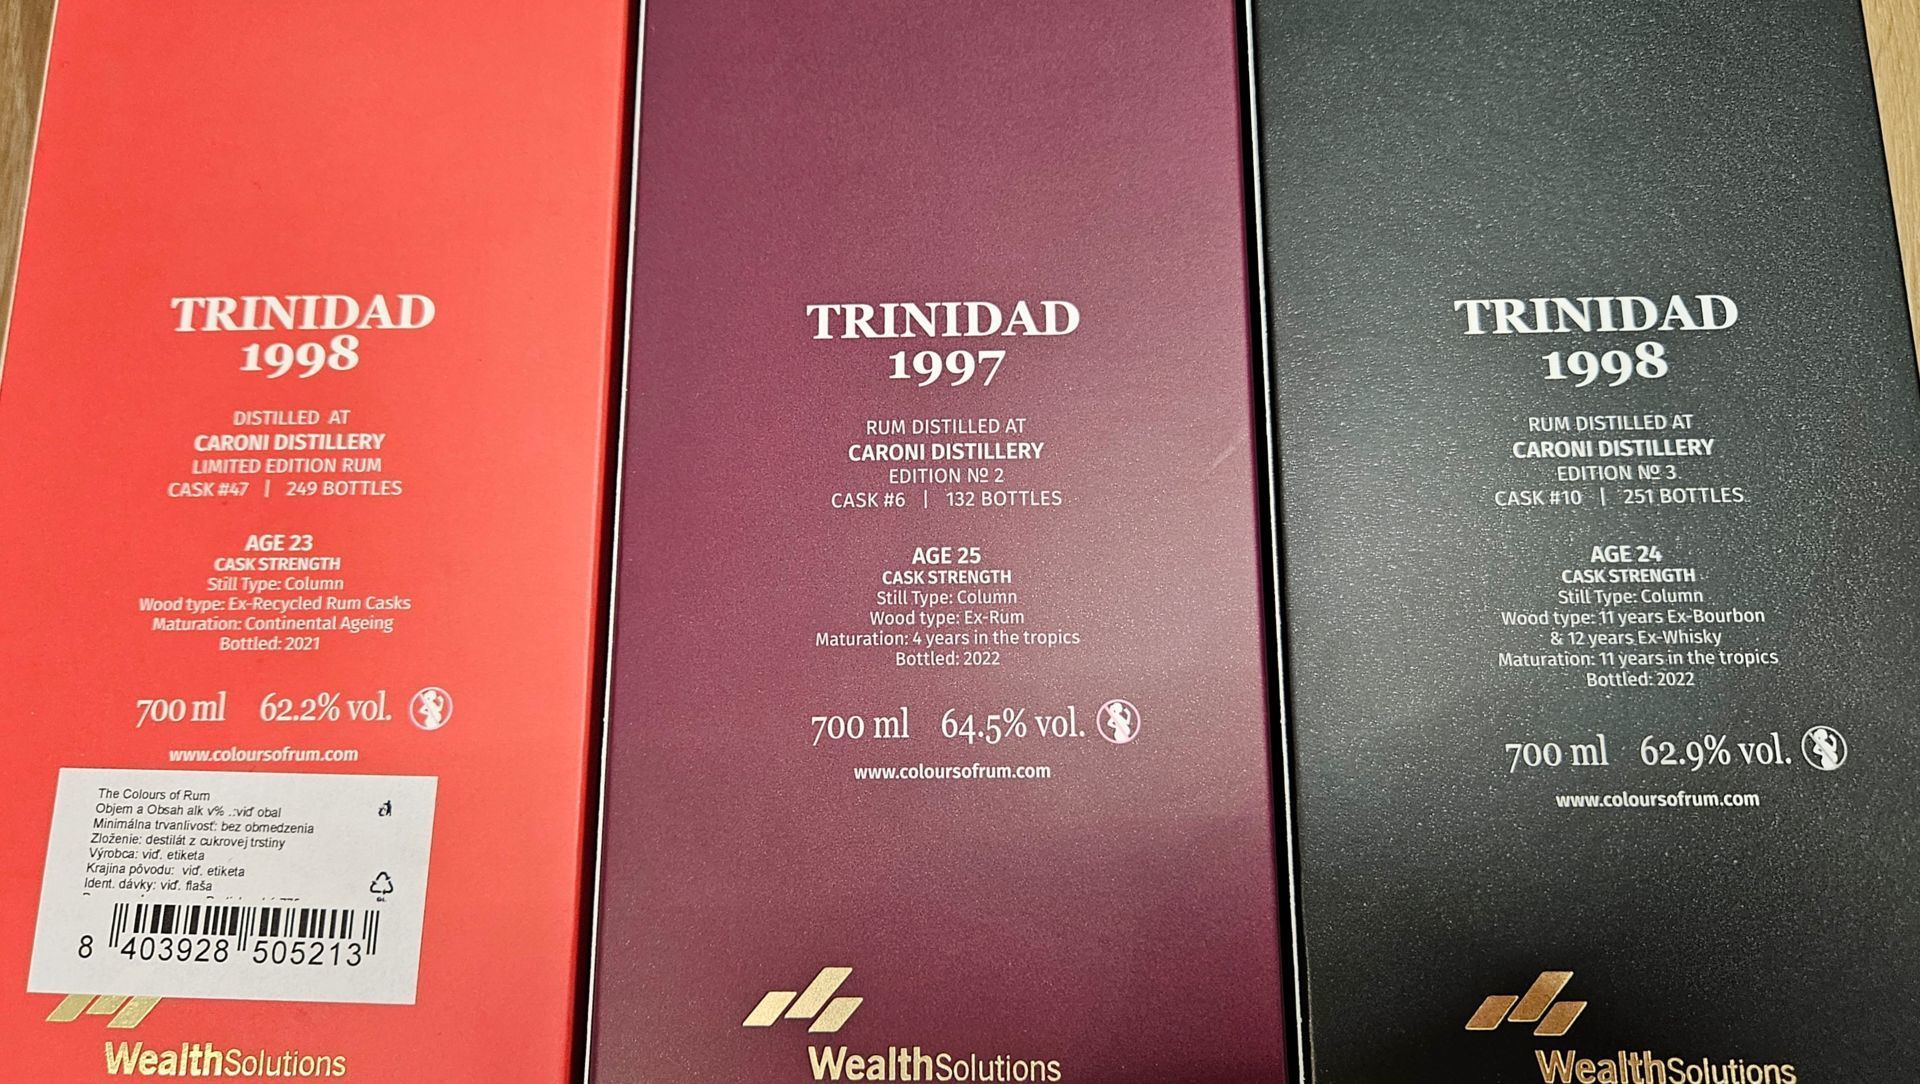 TRINIDAD
1998
DISTILLED AT
CARONI DISTILLERY
LIMITED EDITION RUM
CASK #47 | 249 BOTTLES
AGE 23
CASK STRENGTH
Still Type: Column
Wood type: Ex-Recycled Rum Casks
Maturation: Continental Ageing
Bottled: 2021
700 ml 62.2% vol.
www.coloursofrum.com
The Colours of Rum
Objem a Obsah alk v% .:viď obal
Minimálna trvanlivosť: bez obmedzenia
Zloženie: destilát z cukrovej trstiny
Výrobca: viď. etiketa
Krajina pôvodu: viď. etiketa
Ident. dávky: viď. flaša
8 403928 505213
WealthSolutions
TRINIDAD
1997
RUM DISTILLED AT
CARONI DISTILLERY
EDITION Nº 2
CASK #6 | 132 BOTTLES
AGE 25
CASK STRENGTH
Still Type: Column
Wood type: Ex-Rum
Maturation: 4 years in the tropics
Bottled: 2022
700 ml 64.5% vol.
www.coloursofrum.com
WealthSolutions
TRINIDAD
1998
RUM DISTILLED AT
CARONI DISTILLERY
EDITION Nº 3
CASK #10 | 251 BOTTLES
AGE 24
CASK STRENGTH
Still Type: Column
Wood type: 11 years Ex-Bourbon
& 12 years Ex-Whisky
Maturation: 11 years in the tropics
Bottled: 2022
700 ml 62.9% vol.
www.coloursofrum.com
WealthSolutions